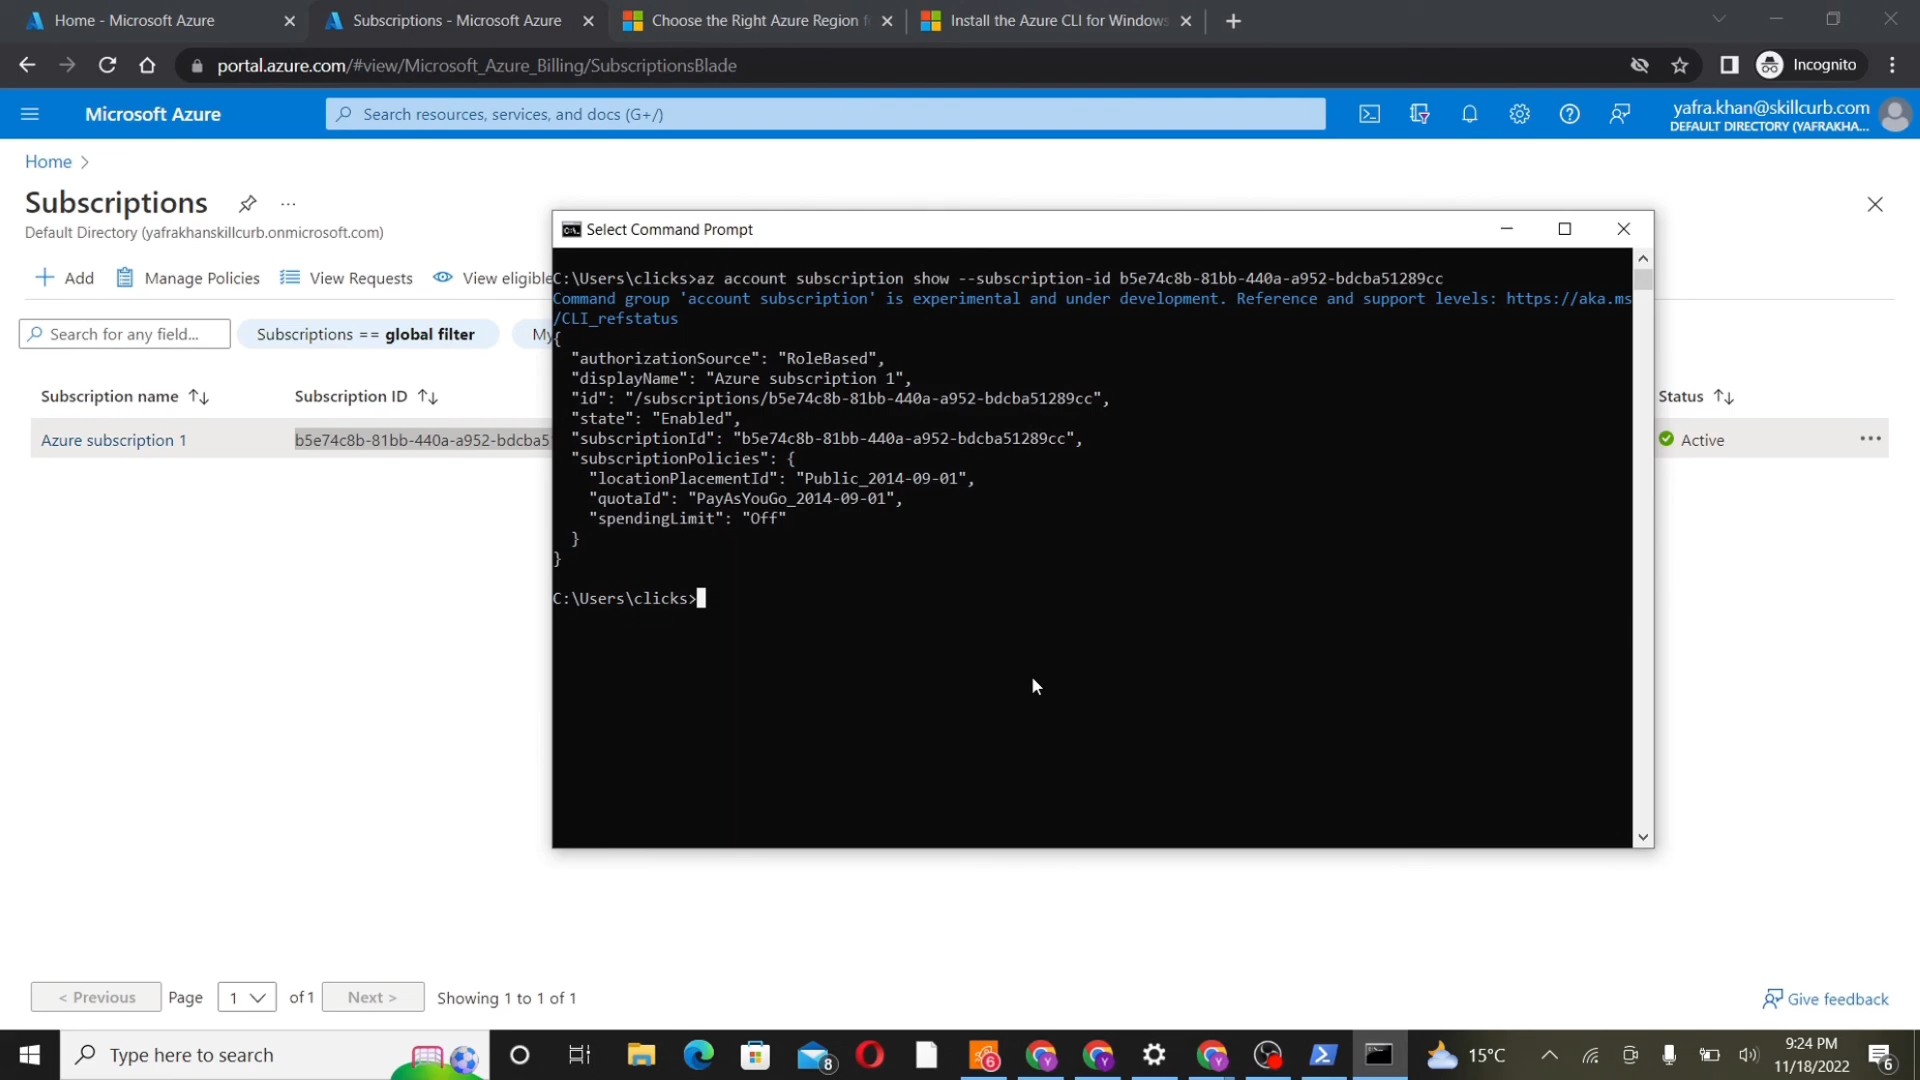 Home - Microsoft Azure
Subscriptions - Microsoft Azure
Choose the Right Azure Region f
Install the Azure CLI for Windows
portal.azure.com/#view/Microsoft_Azure_Billing/SubscriptionsBlade
Incognito
Microsoft Azure
Search resources, services, and docs (G+/)
yafra.khan@skillcurb.com
DEFAULT DIRECTORY (YAFRAKHA...
Home >
Subscriptions
...
Default Directory (yafrakhanskillcurb.onmicrosoft.com)
Add
Manage Policies
View Requests
View eligible
Search for any field...
Subscriptions == global filter
My
Subscription name
Subscription ID
Status
Azure subscription 1
b5e74c8b-81bb-440a-a952-bdcba5
Active
Select Command Prompt
C:\Users\clicks>az account subscription show --subscription-id b5e74c8b-81bb-440a-a952-bdcba51289cc
Command group 'account subscription' is experimental and under development. Reference and support levels: https://aka.ms
/CLI_refstatus
{
"authorizationSource": "RoleBased",
"displayName": "Azure subscription 1",
"id": "/subscriptions/b5e74c8b-81bb-440a-a952-bdcba51289cc",
"state": "Enabled",
"subscriptionId": "b5e74c8b-81bb-440a-a952-bdcba51289cc",
"subscriptionPolicies": {
"locationPlacementId": "Public_2014-09-01",
"quotaId": "PayAsYouGo_2014-09-01",
"spendingLimit": "Off"
}
}
C:\Users\clicks>
< Previous
Page
1
of 1
Next >
Showing 1 to 1 of 1
Give feedback
Type here to search
8
6
15°C
9:24 PM
11/18/2022
6